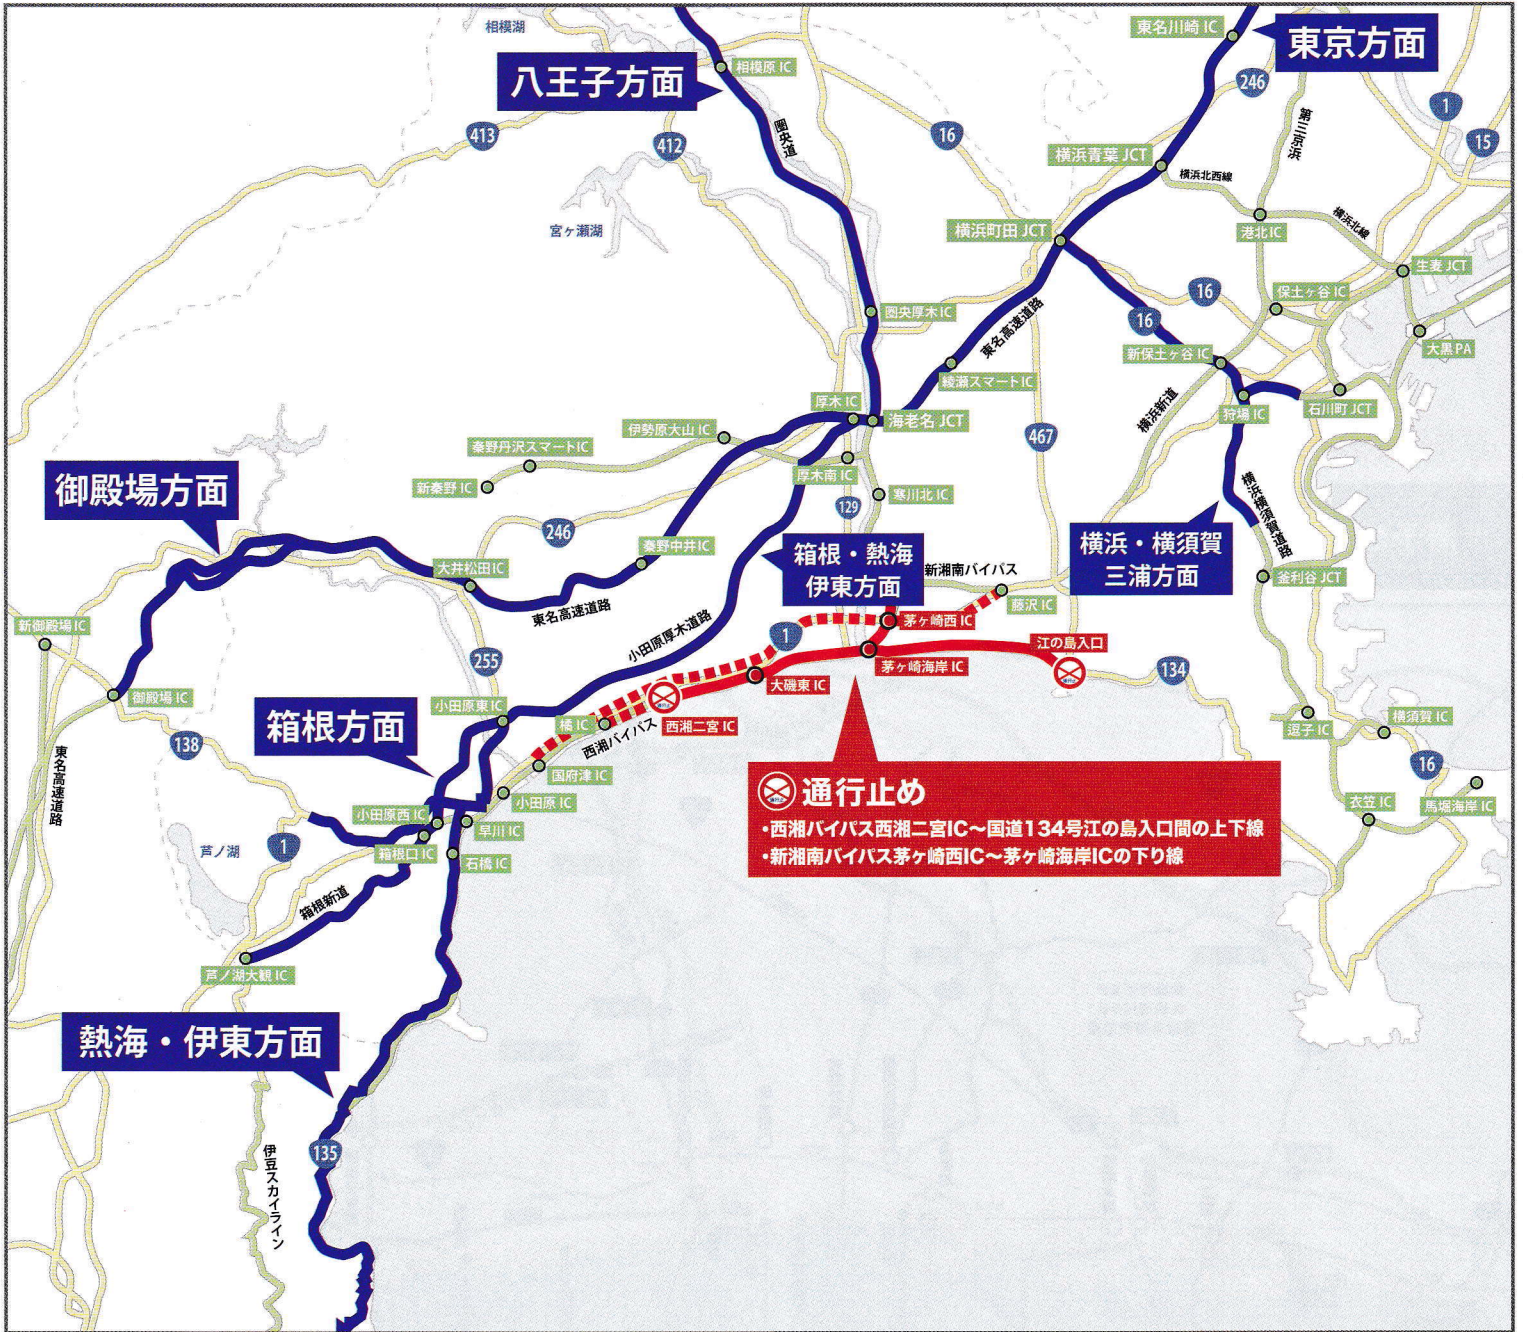 相模湖
東名川崎 IC
東京方面
八王子方面
相模原 IC
246
1
413
412
圏央道
16
第三京浜
15
横浜青葉 JCT
横浜北西線
宮ヶ瀬湖
横浜町田 JCT
港北 IC
横浜北線
生麦 JCT
16
保土ヶ谷 IC
16
圏央厚木 IC
東名高速道路
新保土ヶ谷 IC
大黒 PA
綾瀬スマートIC
横浜新道
狩場 IC
石川町 JCT
厚木 IC
海老名 JCT
伊勢原大山 IC
467
秦野丹沢スマートIC
厚木南 IC
新秦野 IC
寒川北 IC
御殿場方面
129
横浜横須賀道路
246
秦野中井 IC
箱根・熱海
伊東方面
横浜・横須賀
三浦方面
大井松田 IC
新湘南バイパス
釜利谷 JCT
東名高速道路
藤沢 IC
新御殿場 IC
小田原厚木道路
1
茅ヶ崎西 IC
江の島入口
255
茅ヶ崎海岸 IC
134
御殿場 IC
大磯東 IC
小田原東 IC
箱根方面
橘 IC
通行止
西湘二宮 IC
通行止
逗子 IC
横須賀 IC
138
西湘バイパス
東名高速道路
国府津 IC
16
通行止
通行止め
小田原 IC
衣笠 IC
馬堀海岸 IC
小田原西 IC
早川 IC
・西湘バイパス西湘二宮IC～国道134号江の島入口間の上下線
芦ノ湖
1
箱根口 IC
石橋 IC
・新湘南バイパス茅ヶ崎西IC～茅ヶ崎海岸ICの下り線
箱根新道
芦ノ湖大観 IC
熱海・伊東方面
135
伊豆スカイライン